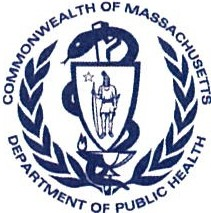 COMMONWEALTH OF MASSACHUSETTS
DEPARTMENT OF PUBLIC HEALTH